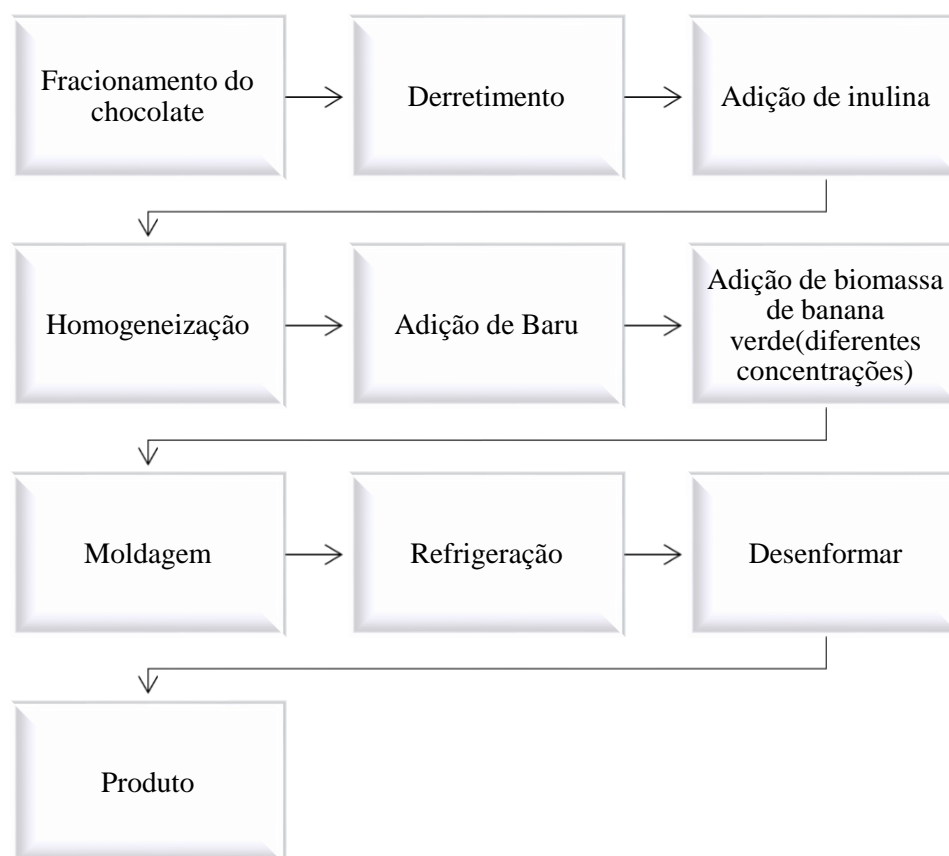 Fracionamento do
chocolate
Derretimento
Adição de inulina
Homogeneização
Adição de Baru
Adição de biomassa
de banana
verde(diferentes
concentrações)
Moldagem
Refrigeração
Desenformar
Produto